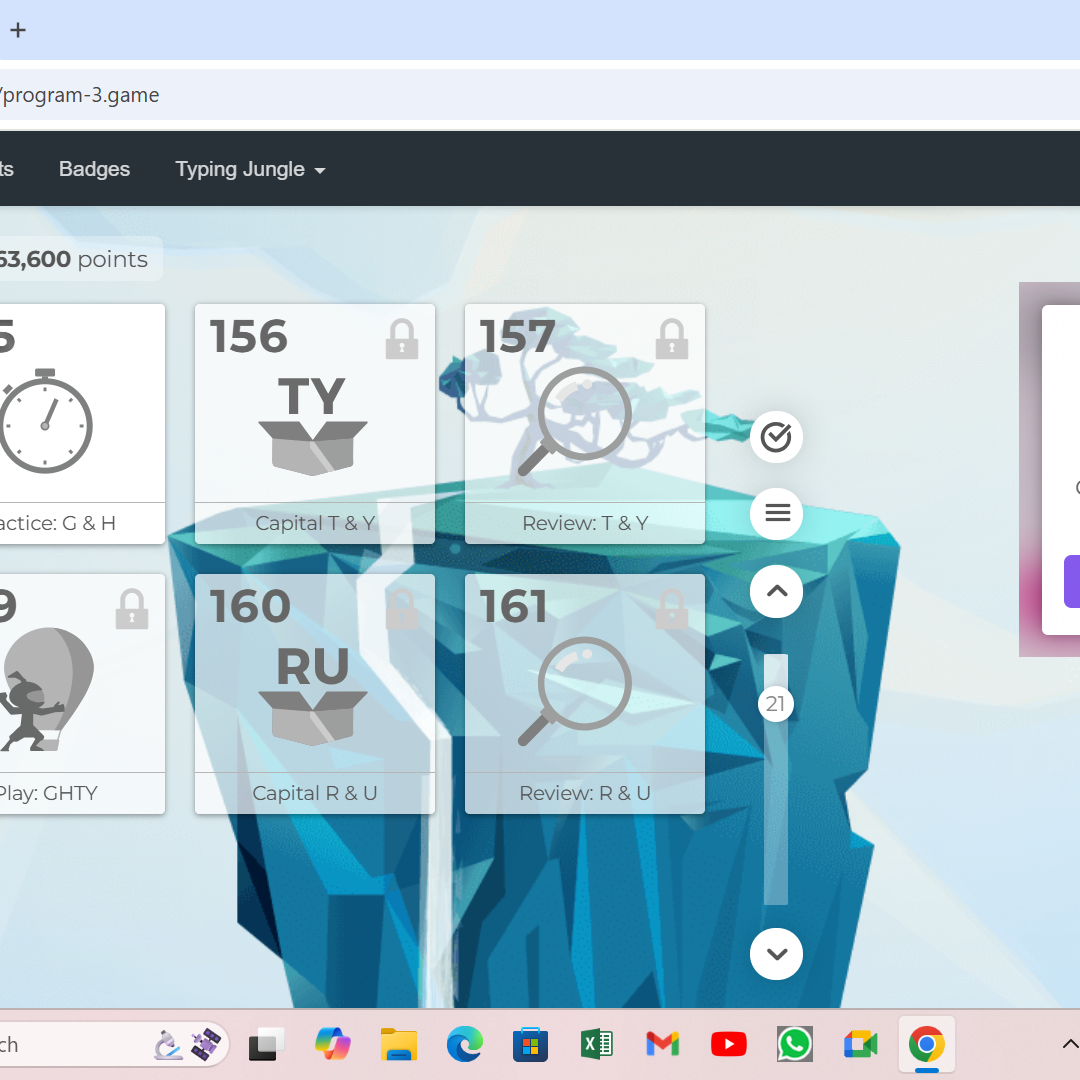 /program-3.game
ts Badges Typing Jungle
63,600 points
5
156
TY
157
actice: G & H
Capital T & Y
Review: T & Y
9
160
RU
161
21
Play: GHTY
Capital R & U
Review: R & U
ch